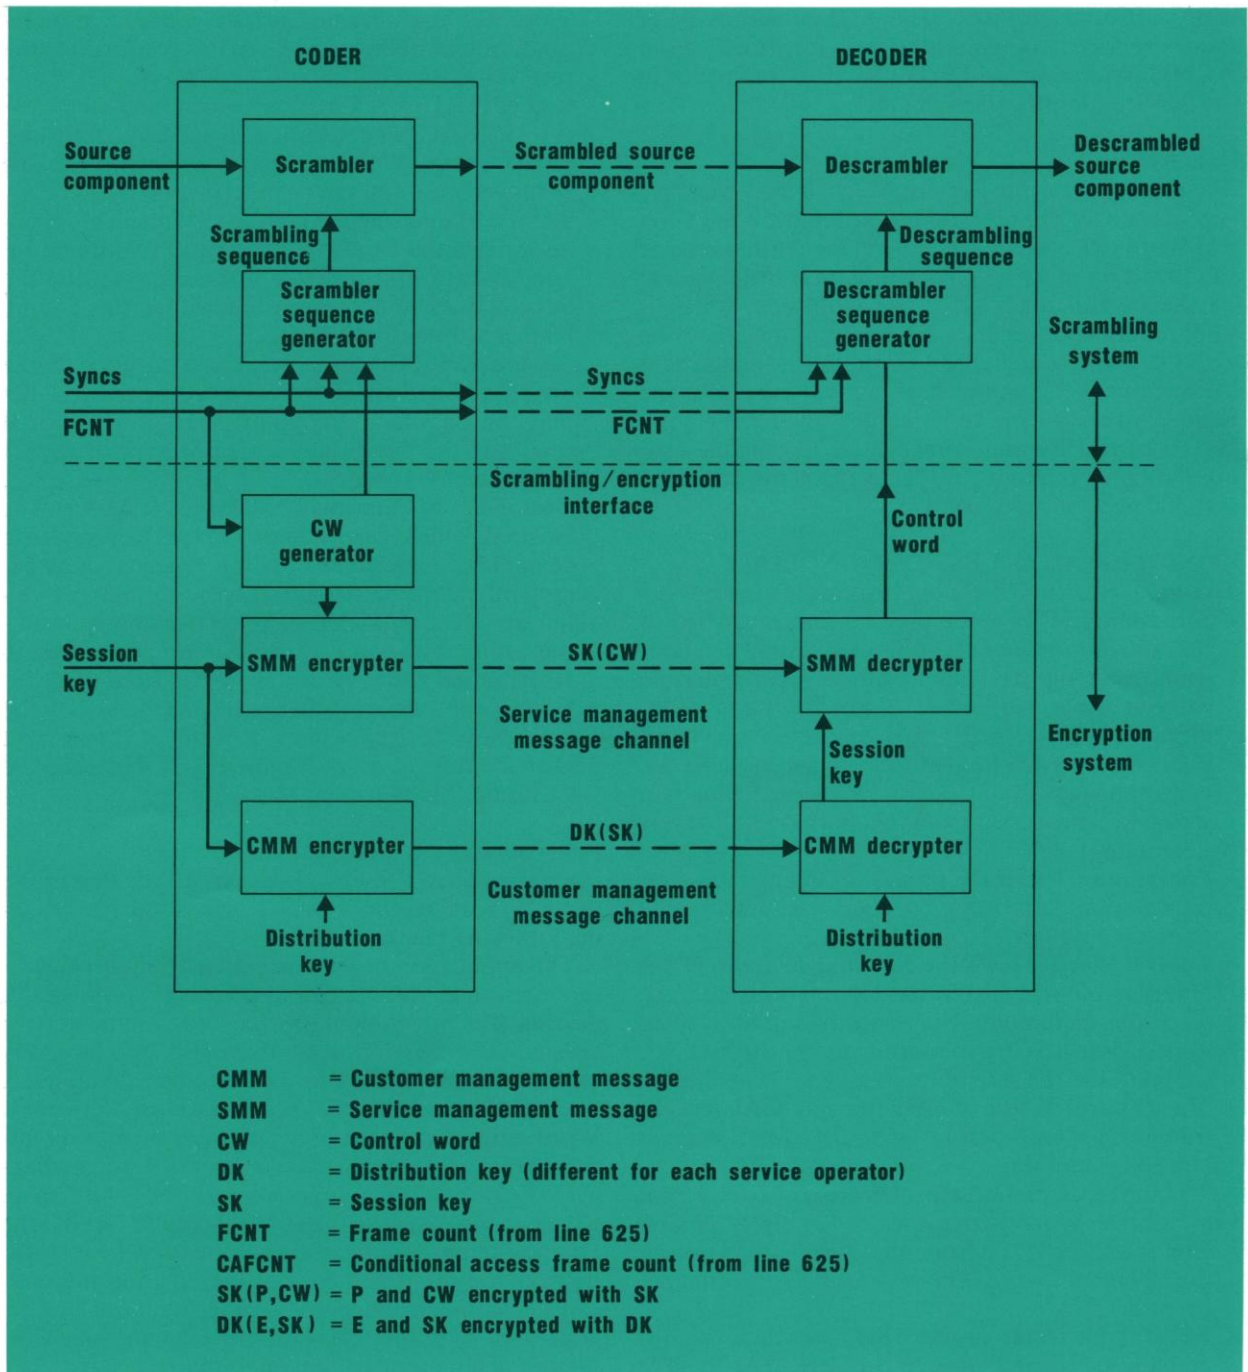 CODER
DECODER
Source
component
Scrambler
Scrambled source
component
Descrambler
Descrambled
source
component
Scrambling
sequence
Descrambling
sequence
Scrambler
sequence
generator
Descrambler
sequence
generator
Scrambling
system
Syncs
Syncs
FCNT
FCNT
Scrambling/encryption
interface
CW
generator
Control
word
Session
key
SMM encrypter
SK(CW)
SMM decrypter
Service management
message channel
Session
key
Encryption
system
CMM encrypter
DK(SK)
CMM decrypter
Customer management
message channel
Distribution
key
Distribution
key
CMM = Customer management message
SMM = Service management message
CW = Control word
DK = Distribution key (different for each service operator)
SK = Session key
FCNT = Frame count (from line 625)
CAFCNT = Conditional access frame count (from line 625)
SK(P,CW) = P and CW encrypted with SK
DK(E,SK) = E and SK encrypted with DK